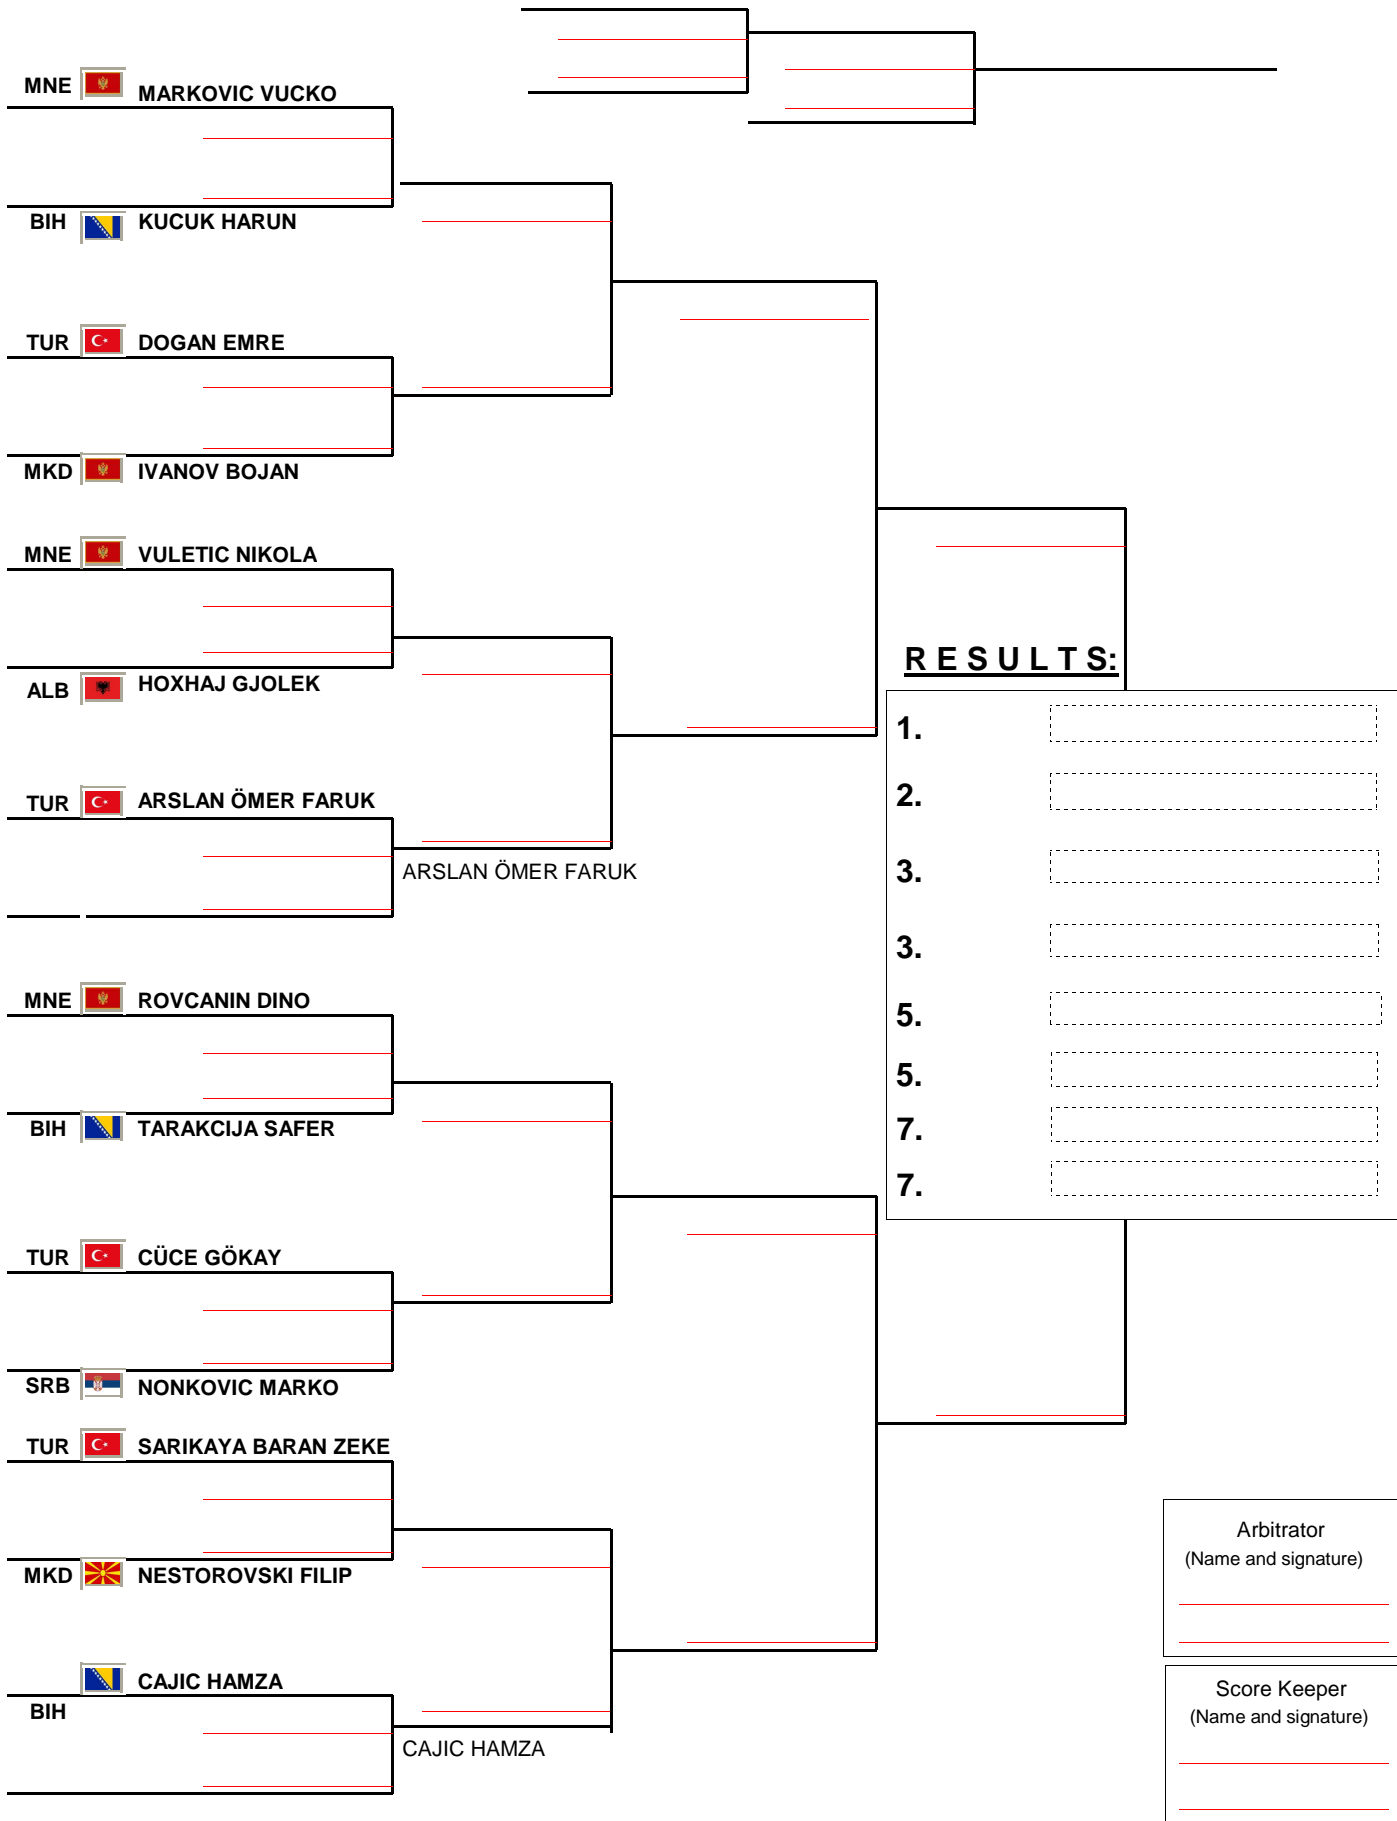 MNE MARKOVIC VUCKO
BIH KUCUK HARUN
TUR DOGAN EMRE
MKD IVANOV BOJAN
MNE VULETIC NIKOLA
ALB HOXHAJ GJOLEK
TUR ARSLAN ÖMER FARUK
ARSLAN ÖMER FARUK
MNE ROVCANIN DINO
BIH TARAKCIJA SAFER
TUR CÜCE GÖKAY
SRB NONKOVIC MARKO
TUR SARIKAYA BARAN ZEKE
MKD NESTOROVSKI FILIP
CAJIC HAMZA
BIH
CAJIC HAMZA
R E S U L T S:
1.
2.
3.
3.
5.
5.
7.
7.
Arbitrator
(Name and signature)
Score Keeper
(Name and signature)